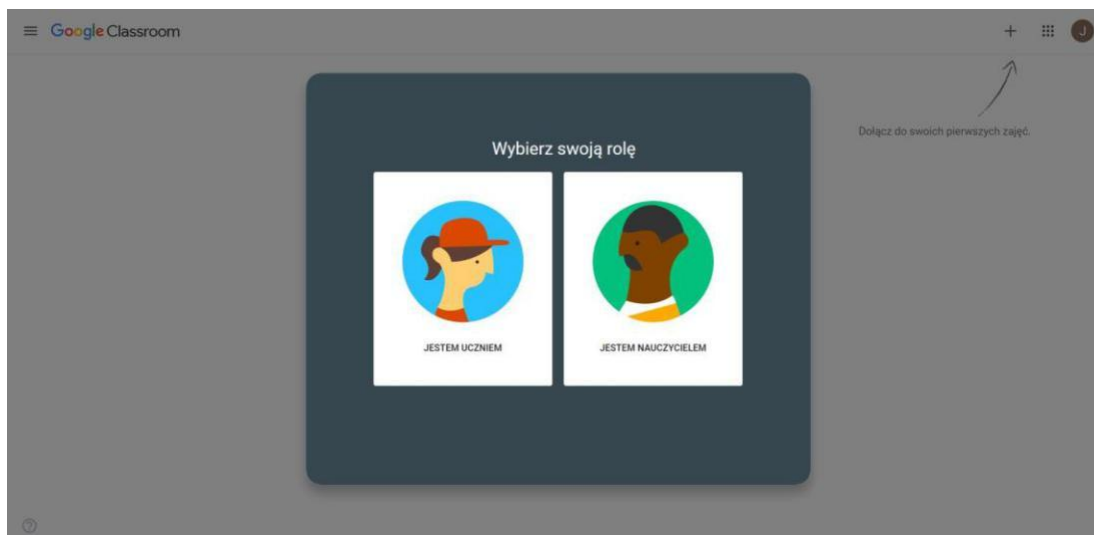 Google Classroom
J
Dołącz do swoich pierwszych zajęć.
Wybierz swoją rolę
JESTEM UCZNIEM
JESTEM NAUCZYCIELEM